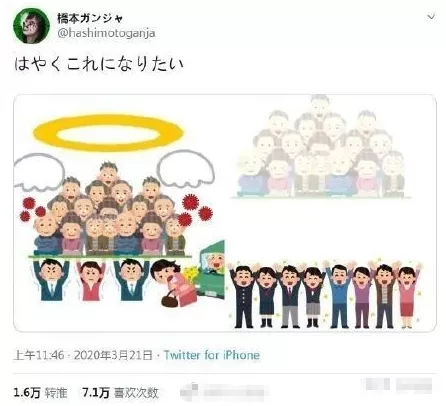 橋本ガンジャ
@hashimotoganja
はやくこれになりたい
上午11:46 · 2020年3月21日 · Twitter for iPhone
1.6万 转推 7.1万 喜欢次数